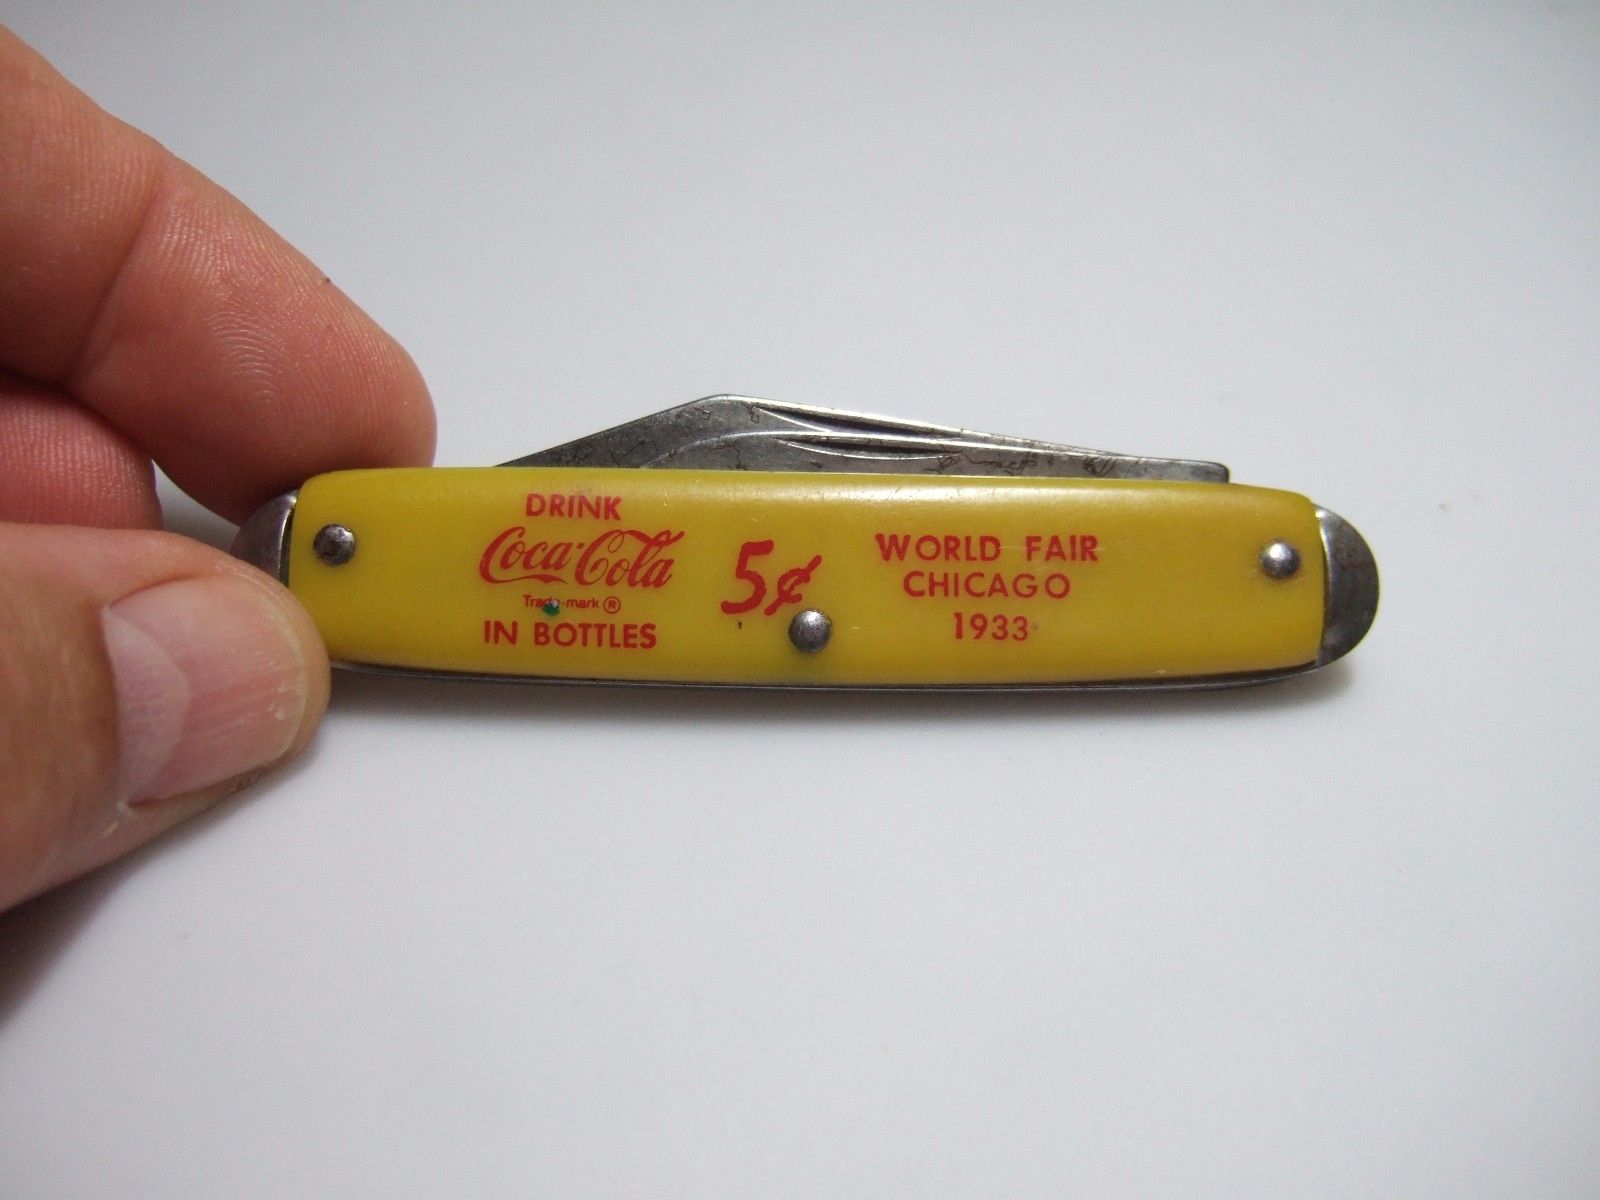 DRINK
Coca-Cola
Trade-mark ®
IN BOTTLES
5¢
WORLD FAIR
CHICAGO
1933